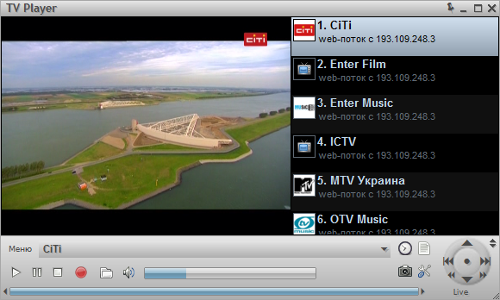 TV Player
CiTi
CiTi
1. CiTi
web-поток с 193.109.248.3
2. Enter Film
web-поток с 193.109.248.3
3. Enter Music
web-поток с 193.109.248.3
4. ICTV
web-поток с 193.109.248.3
MTV
5. MTV Украина
web-поток с 193.109.248.3
tv
music
6. OTV Music
web-поток с 193.109.248.3
Меню CiTi
Live